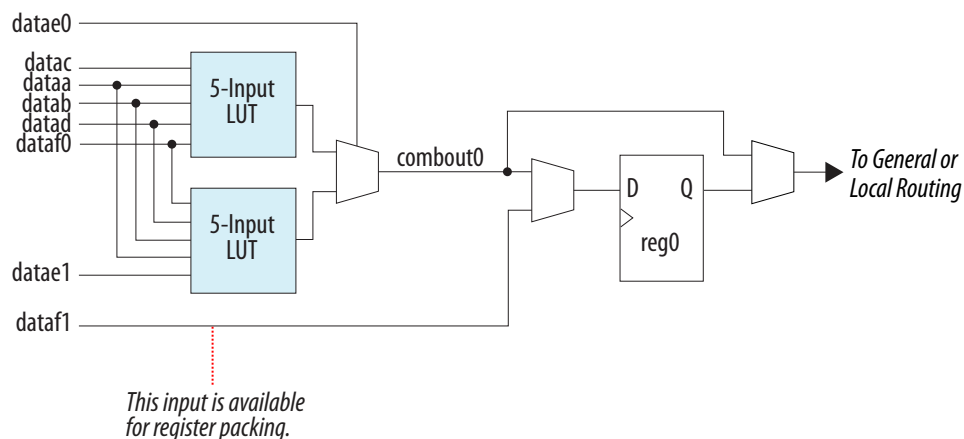 datae0
datac
dataa
datab
datad
dataf0
5-Input
LUT
combout0
D
Q
reg0
To General or
Local Routing
5-Input
LUT
datae1
dataf1
This input is available
for register packing.